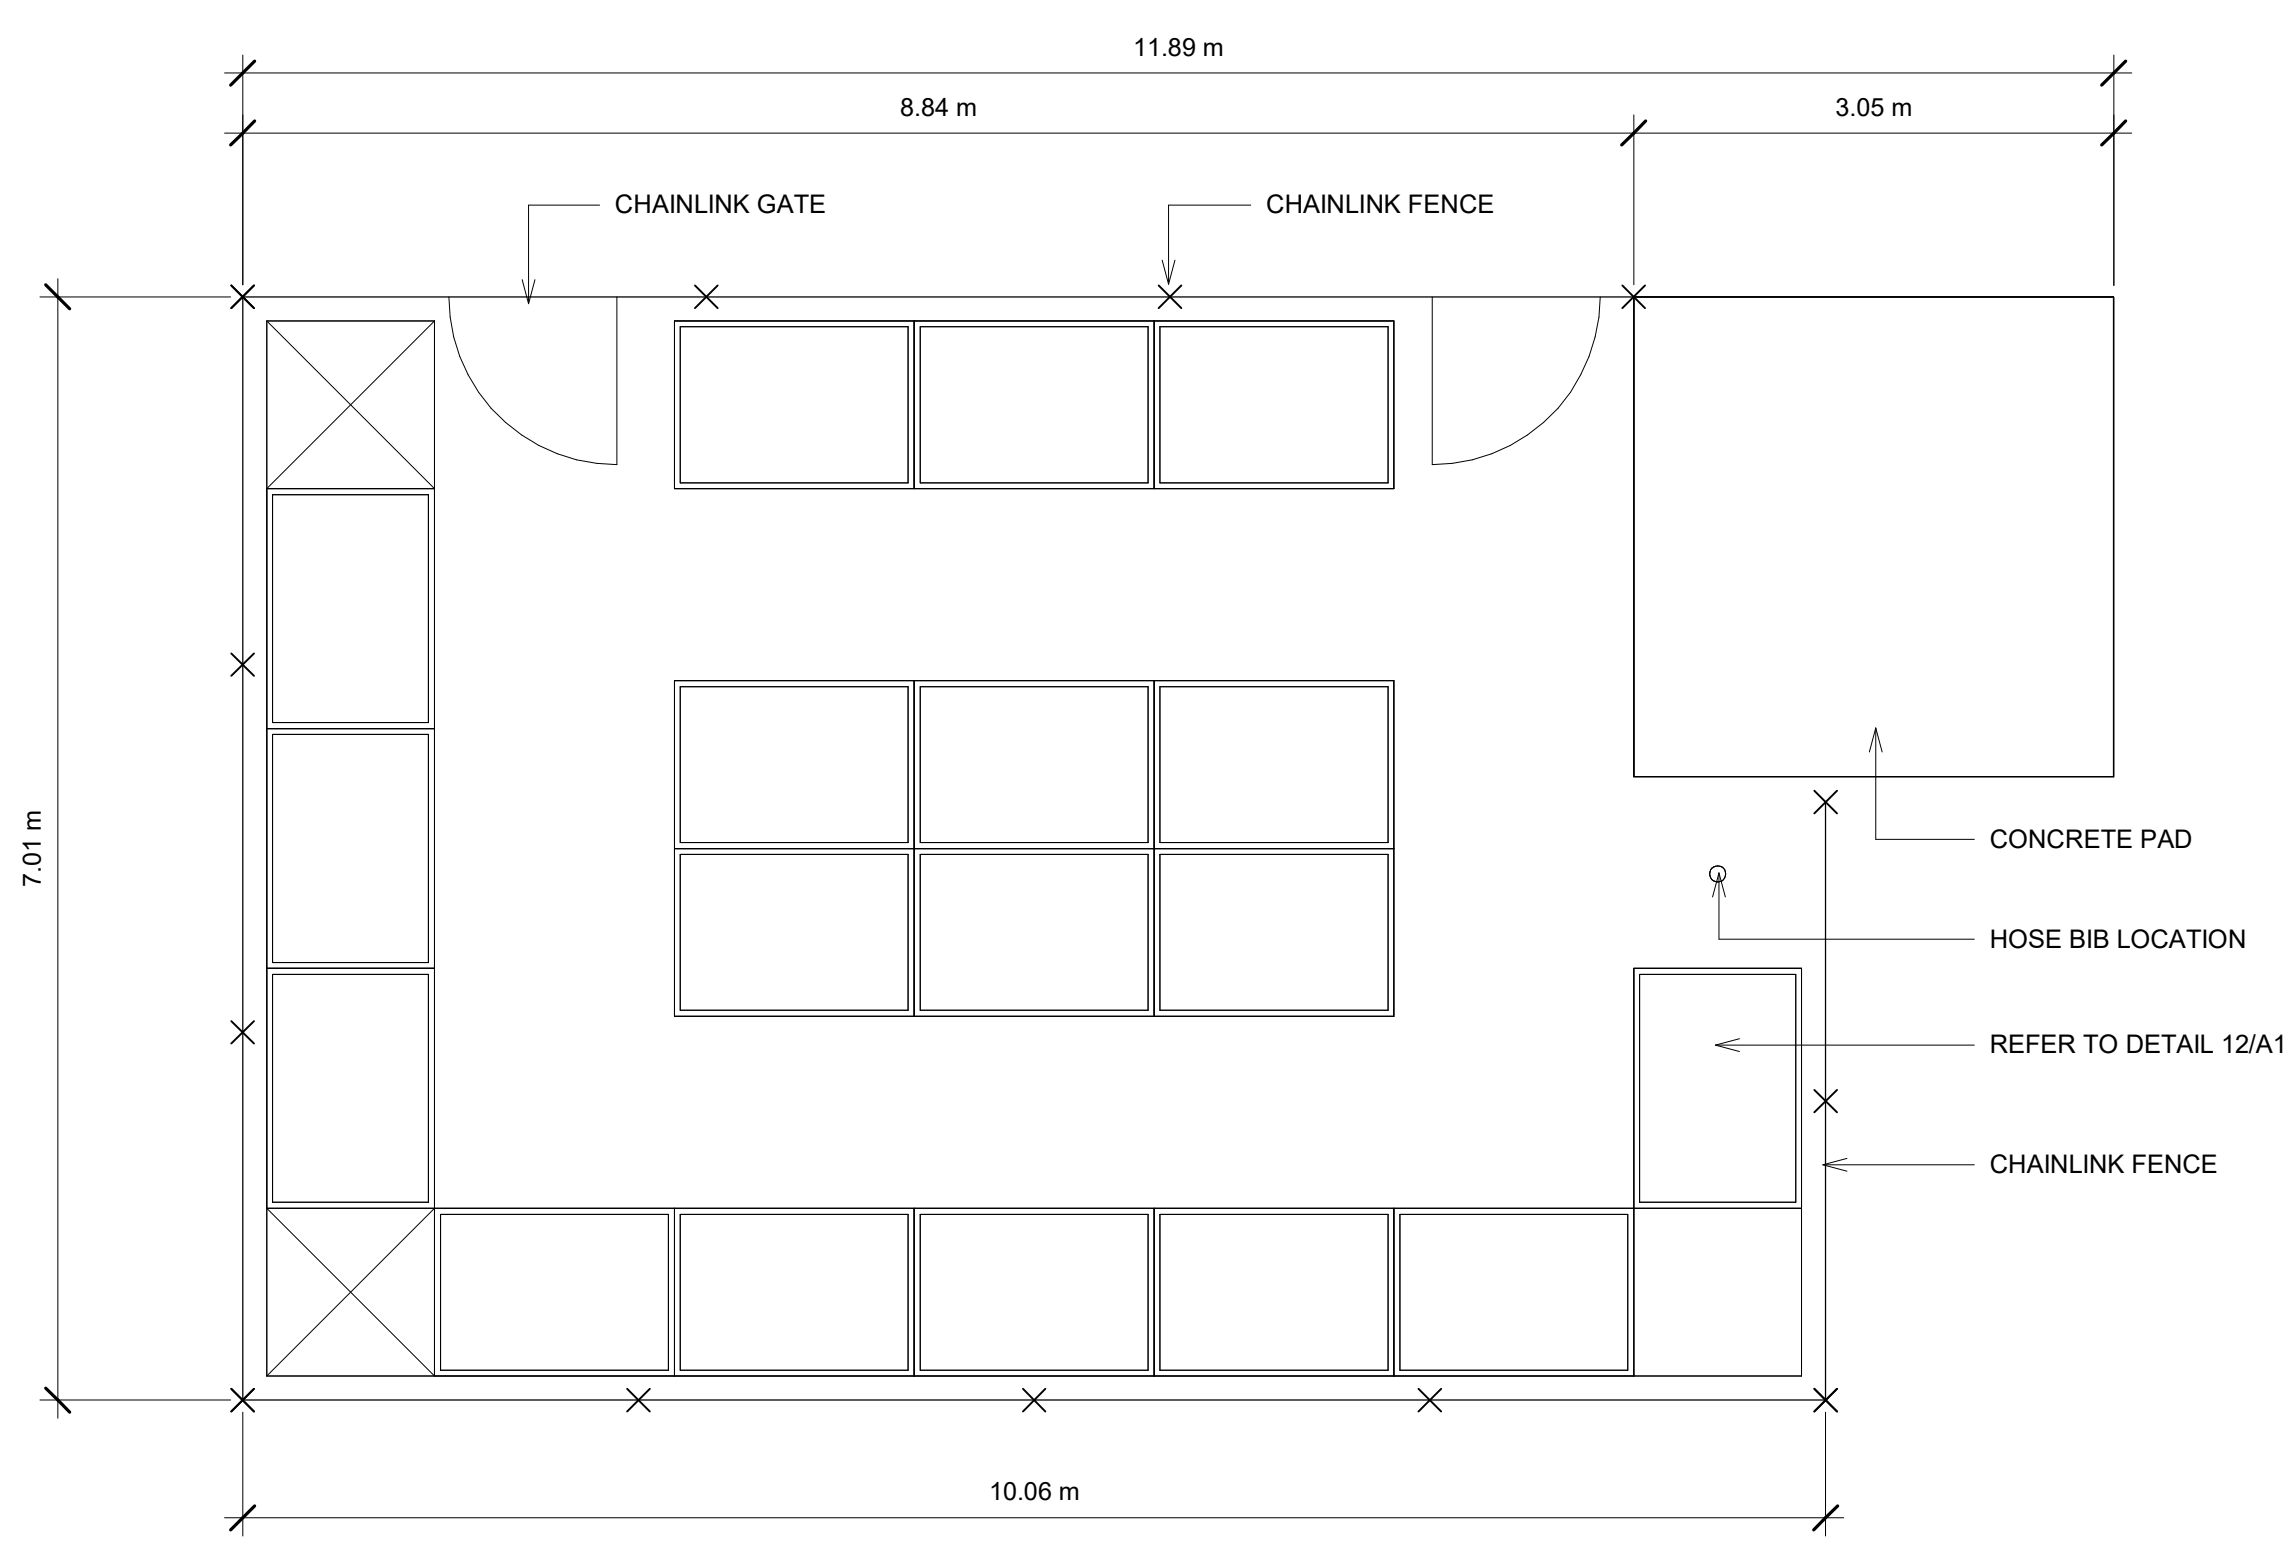 11.89 m
8.84 m
3.05 m
CHAINLINK GATE
CHAINLINK FENCE
7.01 m
CONCRETE PAD
HOSE BIB LOCATION
REFER TO DETAIL 12/A1
CHAINLINK FENCE
10.06 m